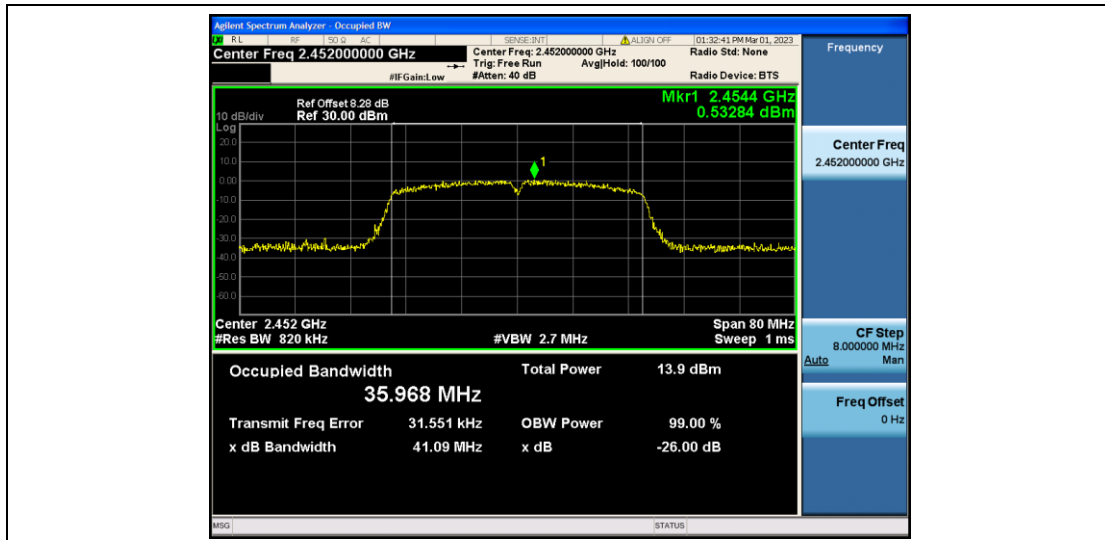 Agilent Spectrum Analyzer - Occupied BW
RL RF 50 Ω AC SENSE:INT ALIGN OFF 01:32:41 PM Mar 01, 2023
Center Freq 2.452000000 GHz
Center Freq: 2.452000000 GHz
Radio Std: None
Trig: Free Run Avg|Hold: 100/100
#IFGain:Low #Atten: 40 dB Radio Device: BTS
Frequency
Ref Offset 8.28 dB
Mkr1 2.4544 GHz
10 dB/div Ref 30.00 dBm
0.53284 dBm
Log
20.0
10.0
0.00
-10.0
-20.0
-30.0
-40.0
-50.0
-60.0
1
Center Freq
2.452000000 GHz
Center 2.452 GHz Span 80 MHz
#Res BW 820 kHz #VBW 2.7 MHz Sweep 1 ms
CF Step
8.000000 MHz
Auto Man
Occupied Bandwidth Total Power 13.9 dBm
35.968 MHz
Freq Offset
0 Hz
Transmit Freq Error 31.551 kHz OBW Power 99.00 %
x dB Bandwidth 41.09 MHz x dB -26.00 dB
MSG STATUS